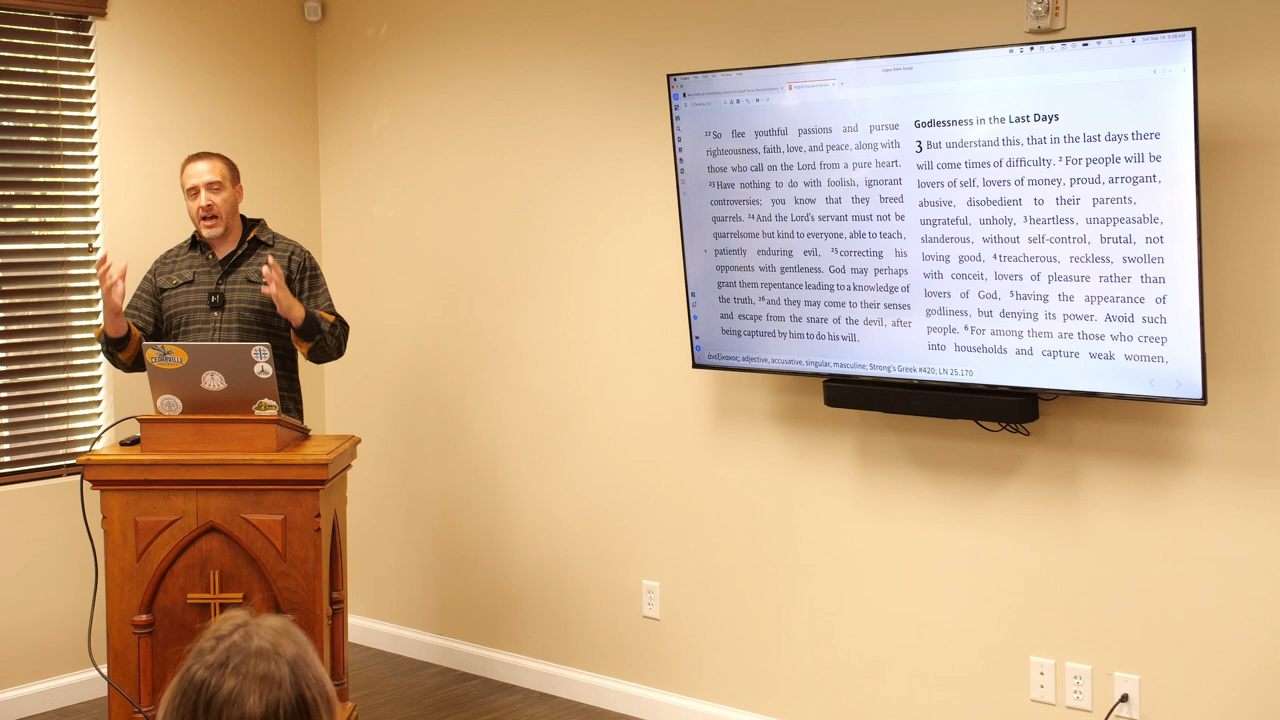 Logos Bible Study
English Standard Version
22 So flee youthful passions and pursue
righteousness, faith, love, and peace, along with
those who call on the Lord from a pure heart.
23 Have nothing to do with foolish, ignorant
controversies; you know that they breed
quarrels. 24 And the Lord's servant must not be
quarrelsome but kind to everyone, able to teach,
patiently enduring evil, 25 correcting his
opponents with gentleness. God may perhaps
grant them repentance leading to a knowledge of
the truth, 26 and they may come to their senses
and escape from the snare of the devil, after
being captured by him to do his will.
Godlessness in the Last Days
3 But understand this, that in the last days there
will come times of difficulty. 2 For people will be
lovers of self, lovers of money, proud, arrogant,
abusive, disobedient to their parents,
ungrateful, unholy, 3 heartless, unappeasable,
slanderous, without self-control, brutal, not
loving good, 4 treacherous, reckless, swollen
with conceit, lovers of pleasure rather than
lovers of God, 5 having the appearance of
godliness, but denying its power. Avoid such
people. 6 For among them are those who creep
into households and capture weak women,
ἀνεξίκακος; adjective, accusative, singular, masculine; Strong's Greek #420; LN 25.170
CEDARVILLE
FIRE